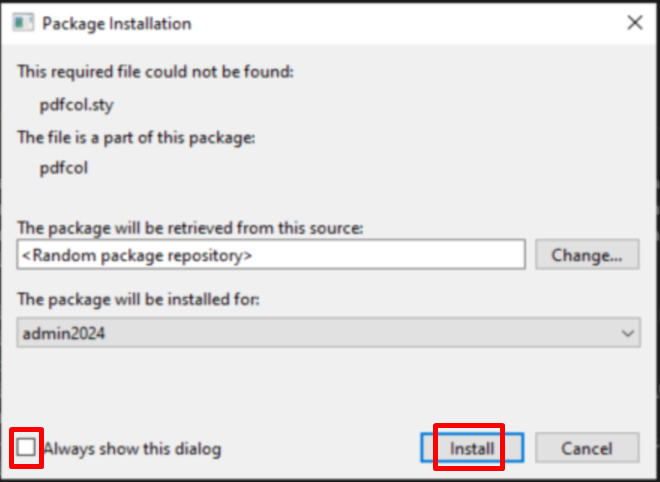 Package Installation
This required file could not be found:
pdfcol.sty
The file is a part of this package:
pdfcol
The package will be retrieved from this source:
<Random package repository>
Change...
The package will be installed for:
admin2024
Always show this dialog
Install
Cancel